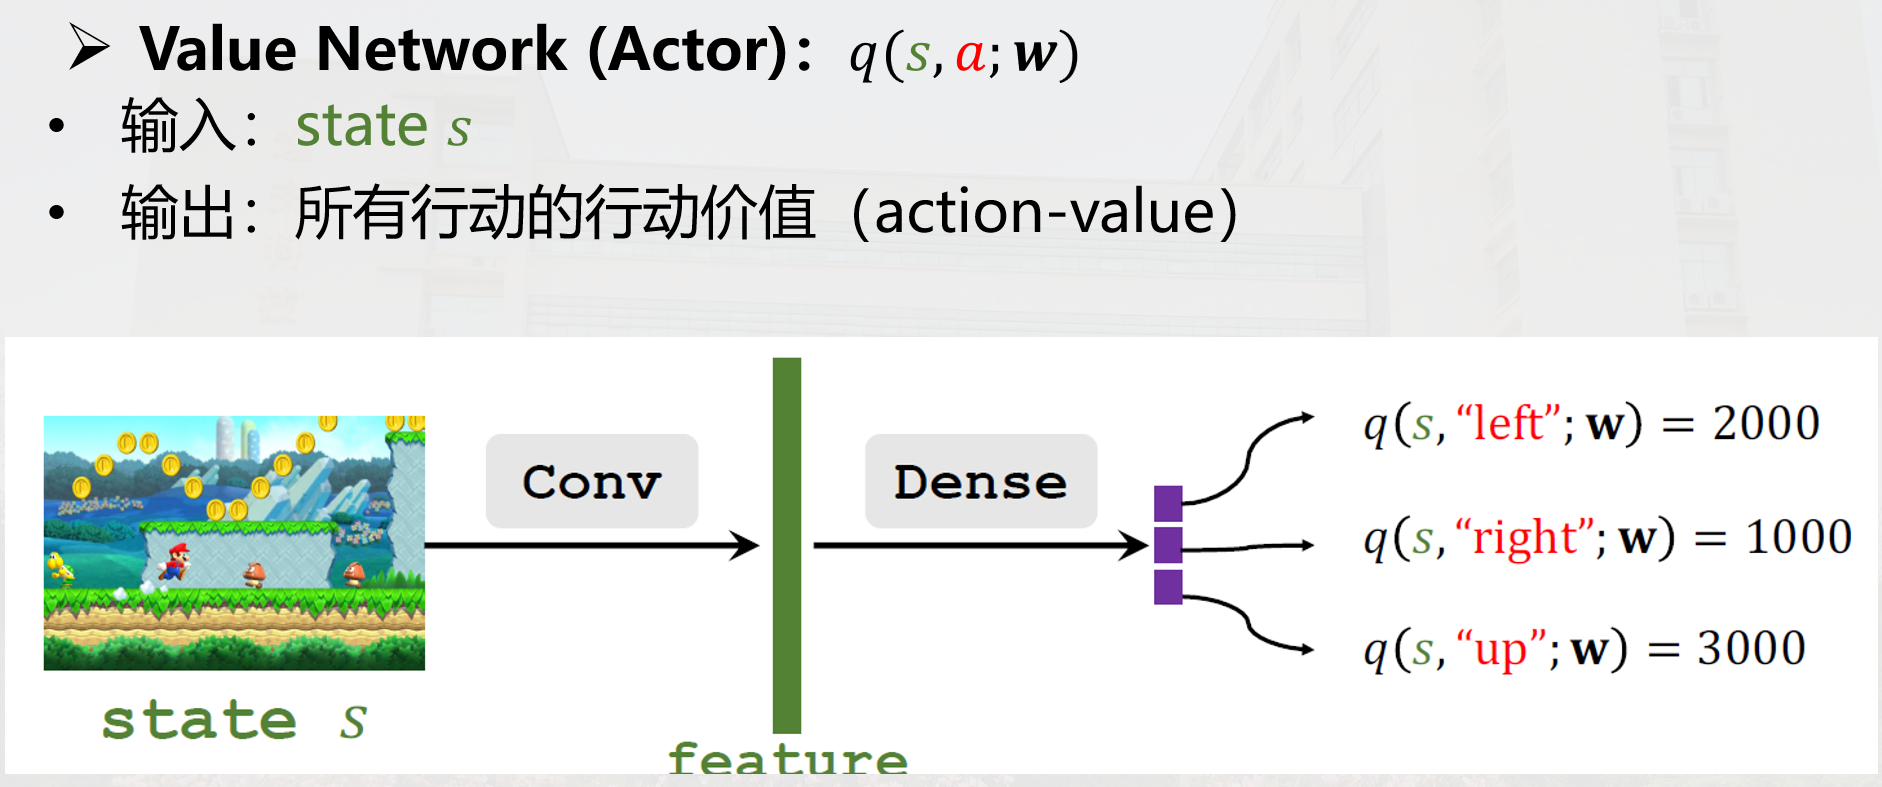 ➢ Value Network (Actor)：q(s, a; w)
• 输入：state s
• 输出：所有行动的行动价值（action-value）
Conv
Dense
q(s, “left”; w) = 2000
q(s, “right”; w) = 1000
q(s, “up”; w) = 3000
state s
feature